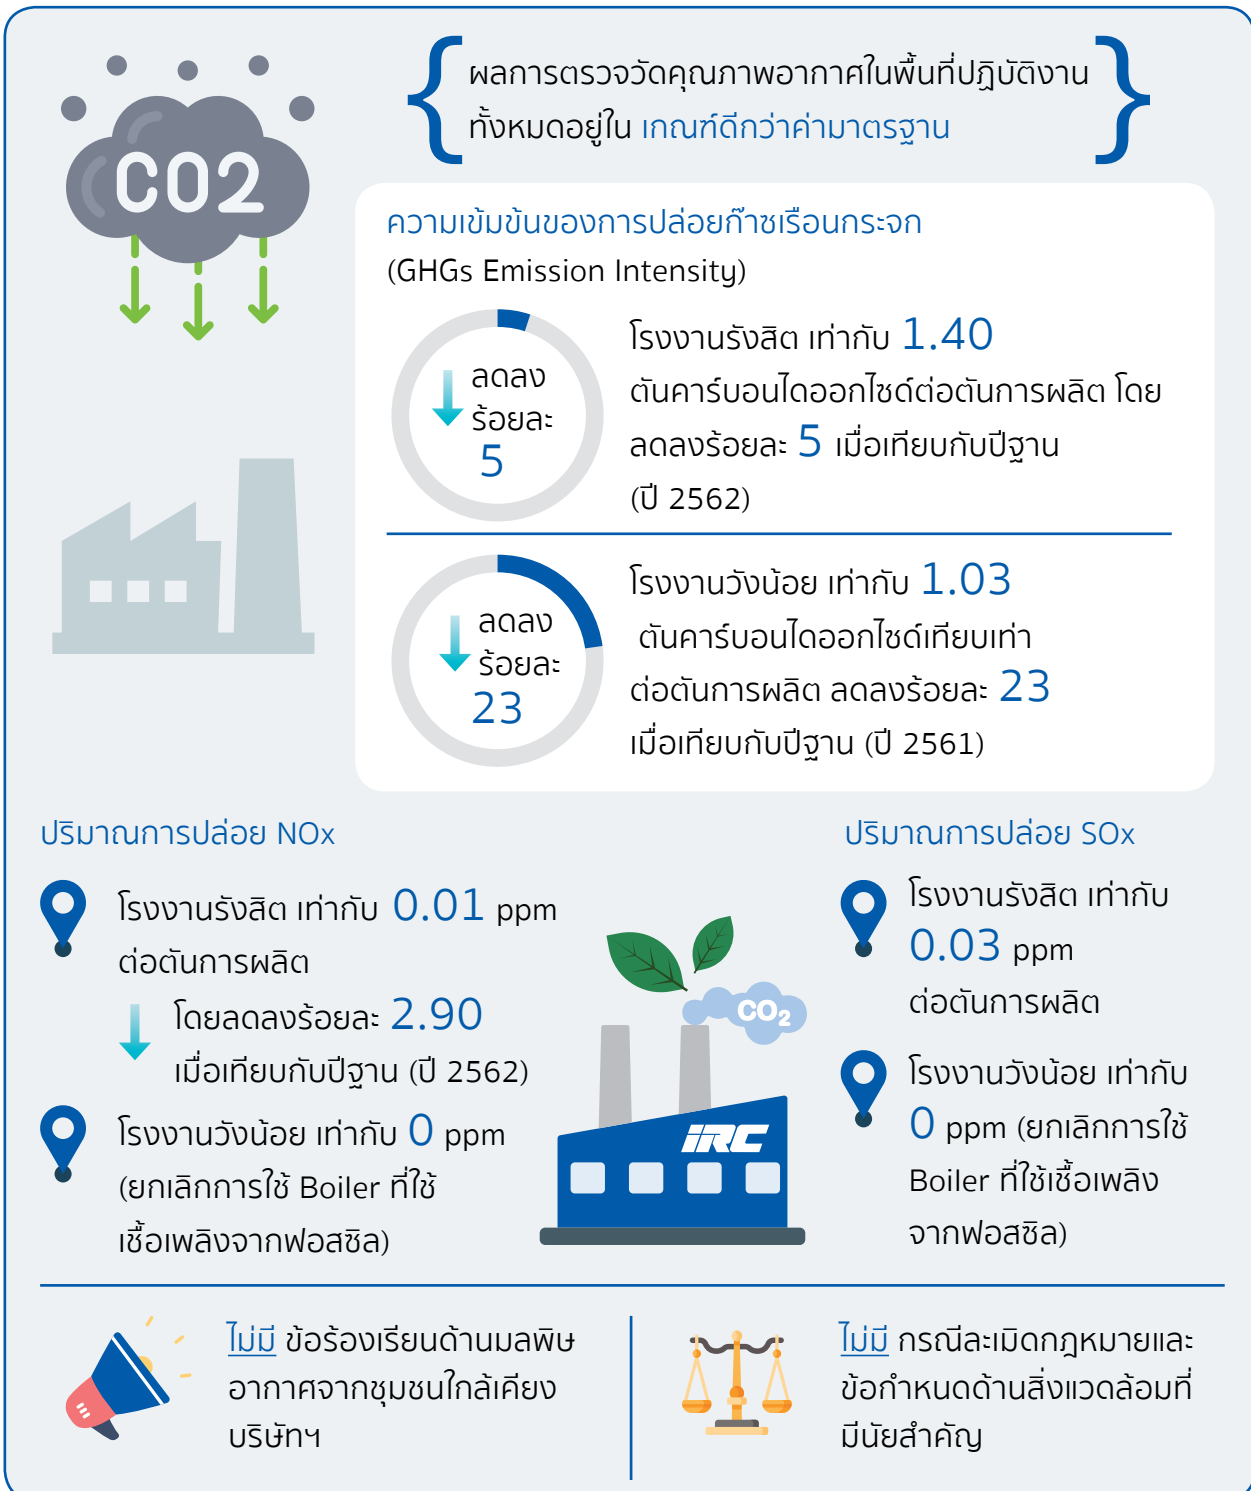 CO2
ผลการตรวจวัดคุณภาพอากาศในพื้นที่ปฏิบัติงาน
ทั้งหมดอยู่ใน เกณฑ์ดีกว่าค่ามาตรฐาน
ความเข้มข้นของการปล่อยก๊าซเรือนกระจก
(GHGs Emission Intensity)
ลดลง
ร้อยละ
5
โรงงานรังสิต เท่ากับ 1.40
ตันคาร์บอนไดออกไซด์ต่อตันการผลิต โดย
ลดลงร้อยละ 5 เมื่อเทียบกับปีฐาน
(ปี 2562)
ลดลง
ร้อยละ
23
โรงงานวังน้อย เท่ากับ 1.03
ตันคาร์บอนไดออกไซด์เทียบเท่า
ต่อตันการผลิต ลดลงร้อยละ 23
เมื่อเทียบกับปีฐาน (ปี 2561)
ปริมาณการปล่อย NOx
โรงงานรังสิต เท่ากับ 0.01 ppm
ต่อตันการผลิต
โดยลดลงร้อยละ 2.90
เมื่อเทียบกับปีฐาน (ปี 2562)
โรงงานวังน้อย เท่ากับ 0 ppm
(ยกเลิกการใช้ Boiler ที่ใช้
เชื้อเพลิงจากฟอสซิล)
CO2
IRC
ปริมาณการปล่อย SOx
โรงงานรังสิต เท่ากับ
0.03 ppm
ต่อตันการผลิต
โรงงานวังน้อย เท่ากับ
0 ppm (ยกเลิกการใช้
Boiler ที่ใช้เชื้อเพลิง
จากฟอสซิล)
ไม่มี ข้อร้องเรียนด้านมลพิษ
อากาศจากชุมชนใกล้เคียง
บริษัทฯ
ไม่มี กรณีละเมิดกฎหมายและ
ข้อกำหนดด้านสิ่งแวดล้อมที่
มีนัยสำคัญ